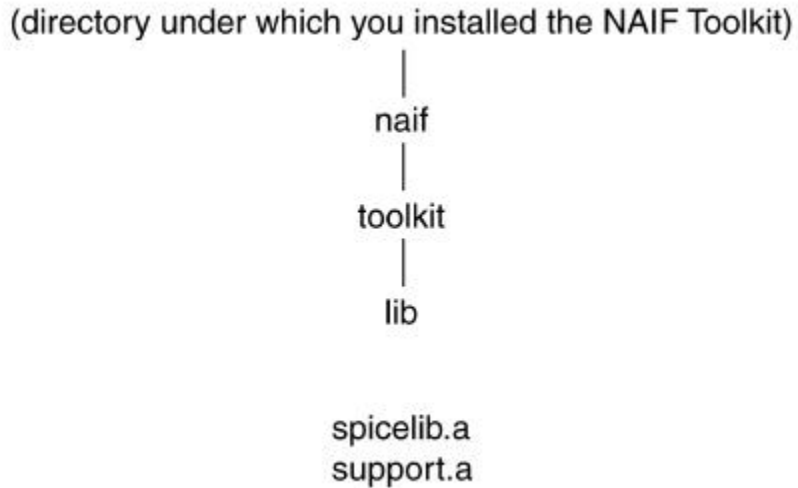 (directory under which you installed the NAIF Toolkit)
naif
toolkit
lib
spicelib.a
support.a